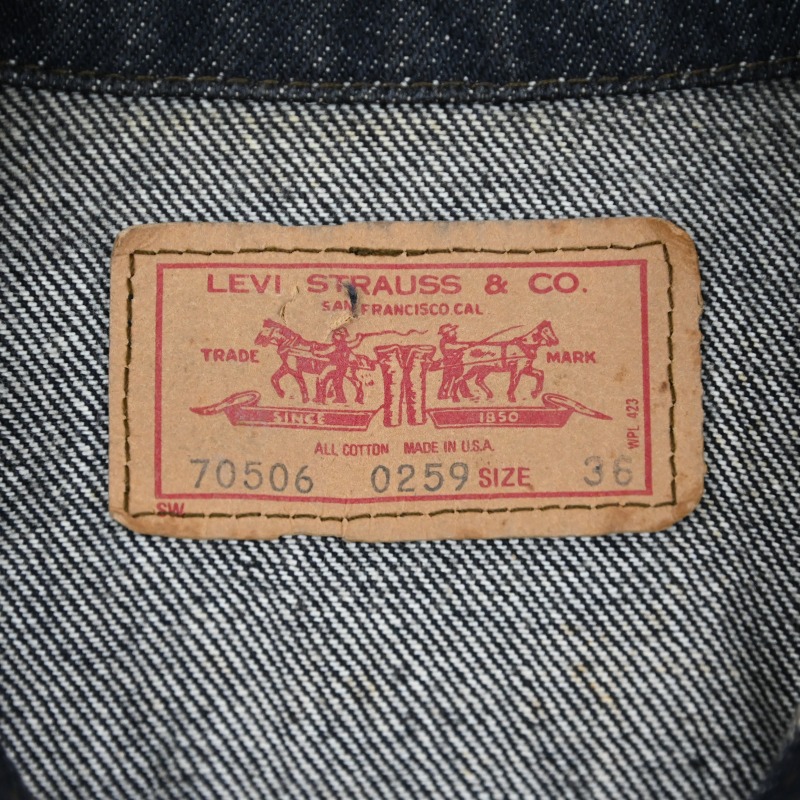 LEVI STRAUSS & CO.
SAN FRANCISCO.CAL
TRADE MARK
SINCE 1850
ALL COTTON MADE IN U.S.A.
WPL 423
70506 0259 SIZE 36
SW